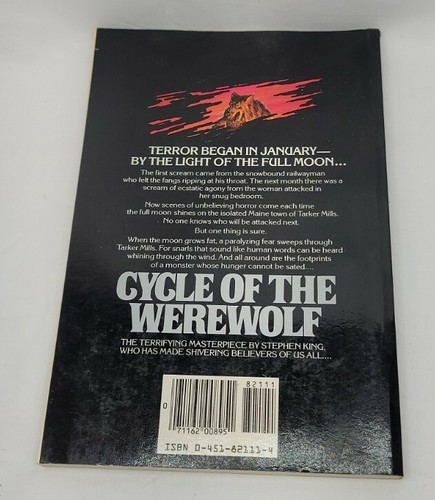 TERROR BEGAN IN JANUARY—
BY THE LIGHT OF THE FULL MOON...
The first scream came from the snowbound railwayman
who felt the fangs ripping at his throat. The next month there was a
scream of ecstatic agony from the woman attacked in
her snug bedroom.
Now scenes of unbelieving horror come each time
the full moon shines on the isolated Maine town of Tarker Mills.
No one knows who will be attacked next.
But one thing is sure.
When the moon grows fat, a paralyzing fear sweeps through
Tarker Mills. For snarls that sound like human words can be heard
whining through the wind. And all around are the footprints
of a monster whose hunger cannot be sated....
CYCLE OF THE
WEREWOLF
THE TERRIFYING MASTERPIECE BY STEPHEN KING,
WHO HAS MADE SHIVERING BELIEVERS OF US ALL....
82111
0
71162 00895
ISBN 0-451-82111-4